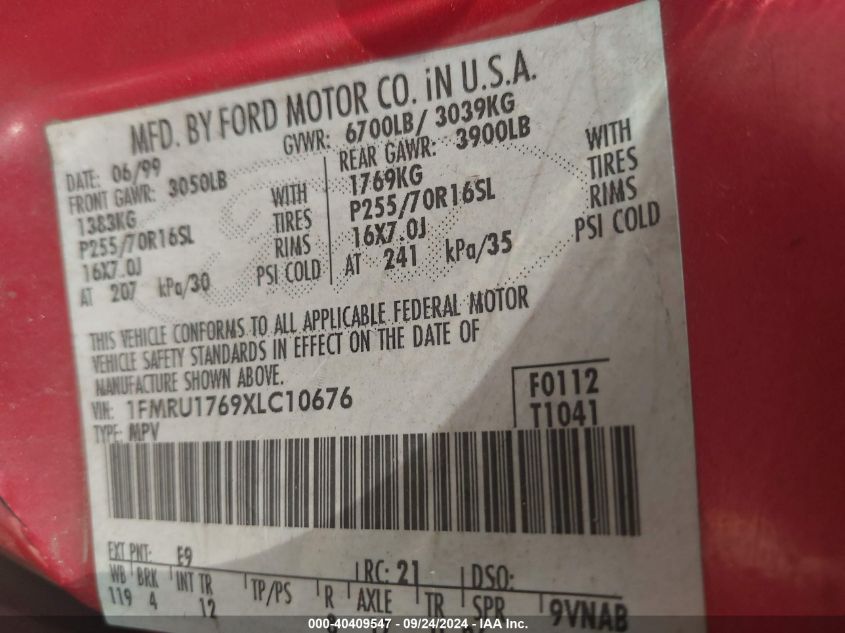 MFD. BY FORD MOTOR CO. iN U.S.A.
DATE: 06/99 GVWR: 6700LB/ 3039KG
FRONT GAWR: 3050LB REAR GAWR: 3900LB
1383KG WITH 1769KG WITH
P255/70R16SL TIRES P255/70R16SL TIRES
16X7.0J RIMS 16X7.0J RIMS
AT 207 kPa/30 PSI COLD AT 241 kPa/35 PSI COLD
THIS VEHICLE CONFORMS TO ALL APPLICABLE FEDERAL MOTOR
VEHICLE SAFETY STANDARDS IN EFFECT ON THE DATE OF
MANUFACTURE SHOWN ABOVE.
VIN: 1FMRU1769XLC10676 F0112
TYPE: MPV T1041
EXT PNT: E9 RC: 21 DSO:
WB BRK INT TR TP/PS R AXLE TR SPR 9VNAB
119 4 12
000-40409547 - 09/24/2024 - IAA Inc.